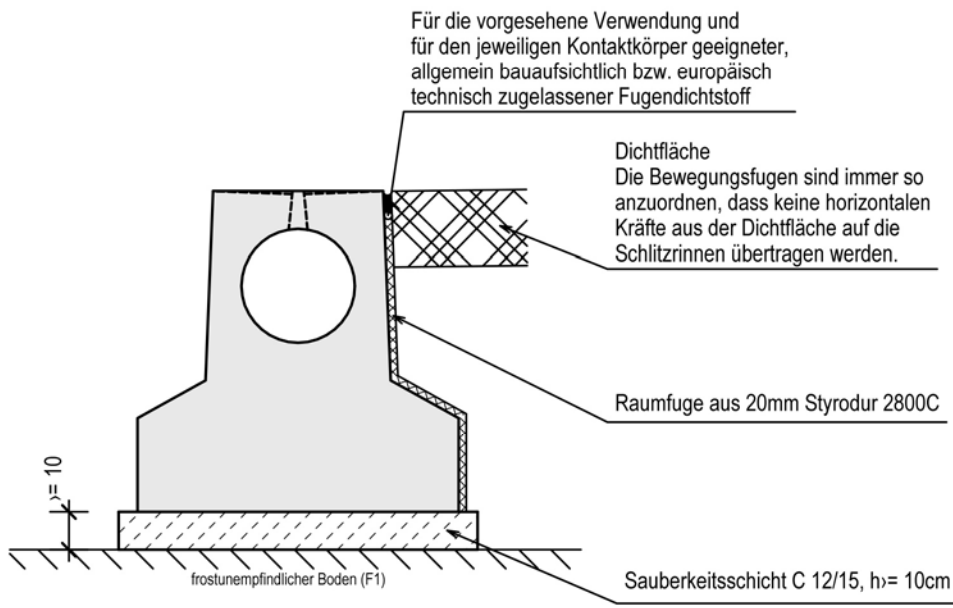 Für die vorgesehene Verwendung und
für den jeweiligen Kontaktkörper geeigneter,
allgemein bauaufsichtlich bzw. europäisch
technisch zugelassener Fugendichtstoff
Dichtfläche
Die Bewegungsfugen sind immer so
anzuordnen, dass keine horizontalen
Kräfte aus der Dichtfläche auf die
Schlitzrinnen übertragen werden.
Raumfuge aus 20mm Styrodur 2800C
>= 10
frostunempfindlicher Boden (F1)
Sauberkeitsschicht C 12/15, h>= 10cm